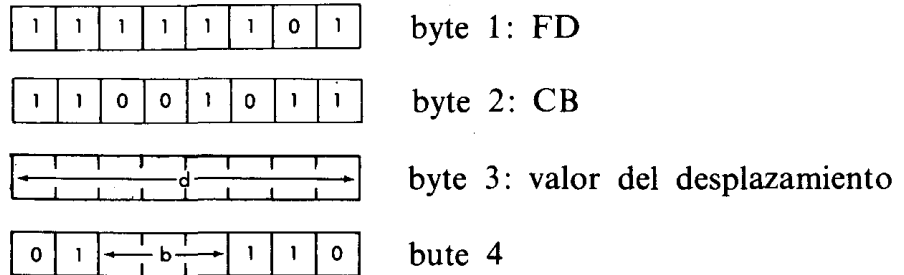 1 1 1 1 1 1 0 1 byte 1: FD
1 1 0 0 1 0 1 1 byte 2: CB
d byte 3: valor del desplazamiento
0 1 b 1 1 0 bute 4